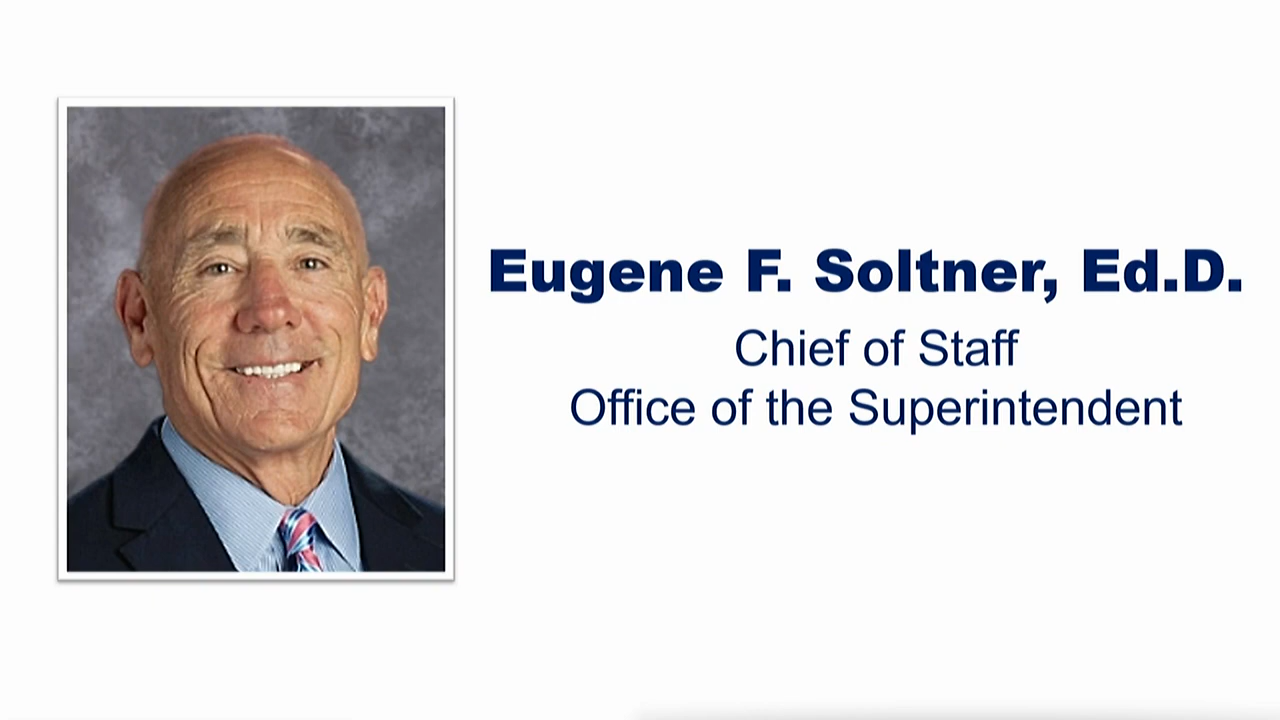 Eugene F. Soltner, Ed.D.
Chief of Staff
Office of the Superintendent